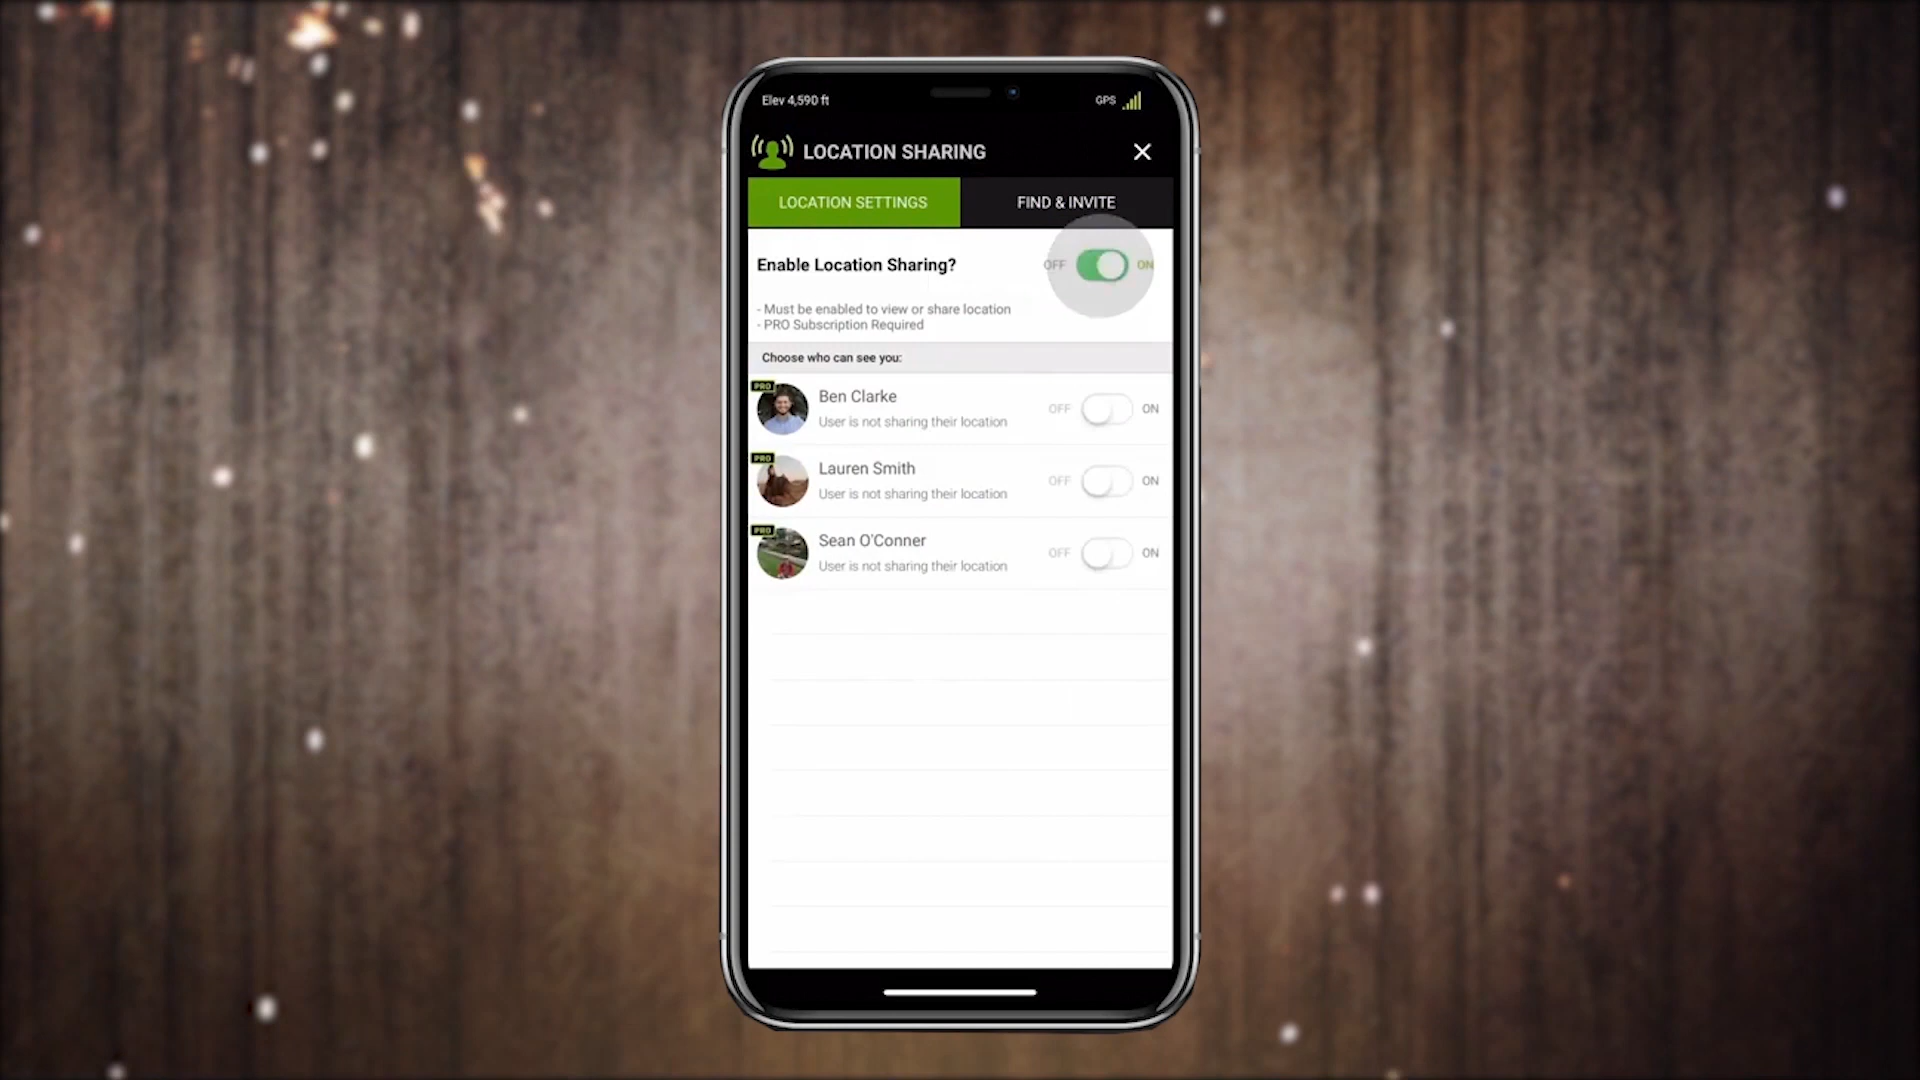 Elev 4,590 ft
GPS
LOCATION SHARING
LOCATION SETTINGS
FIND & INVITE
Enable Location Sharing?
OFF
ON
- Must be enabled to view or share location
- PRO Subscription Required
Choose who can see you:
PRO
Ben Clarke
User is not sharing their location
OFF
ON
PRO
Lauren Smith
User is not sharing their location
OFF
ON
PRO
Sean O'Conner
User is not sharing their location
OFF
ON